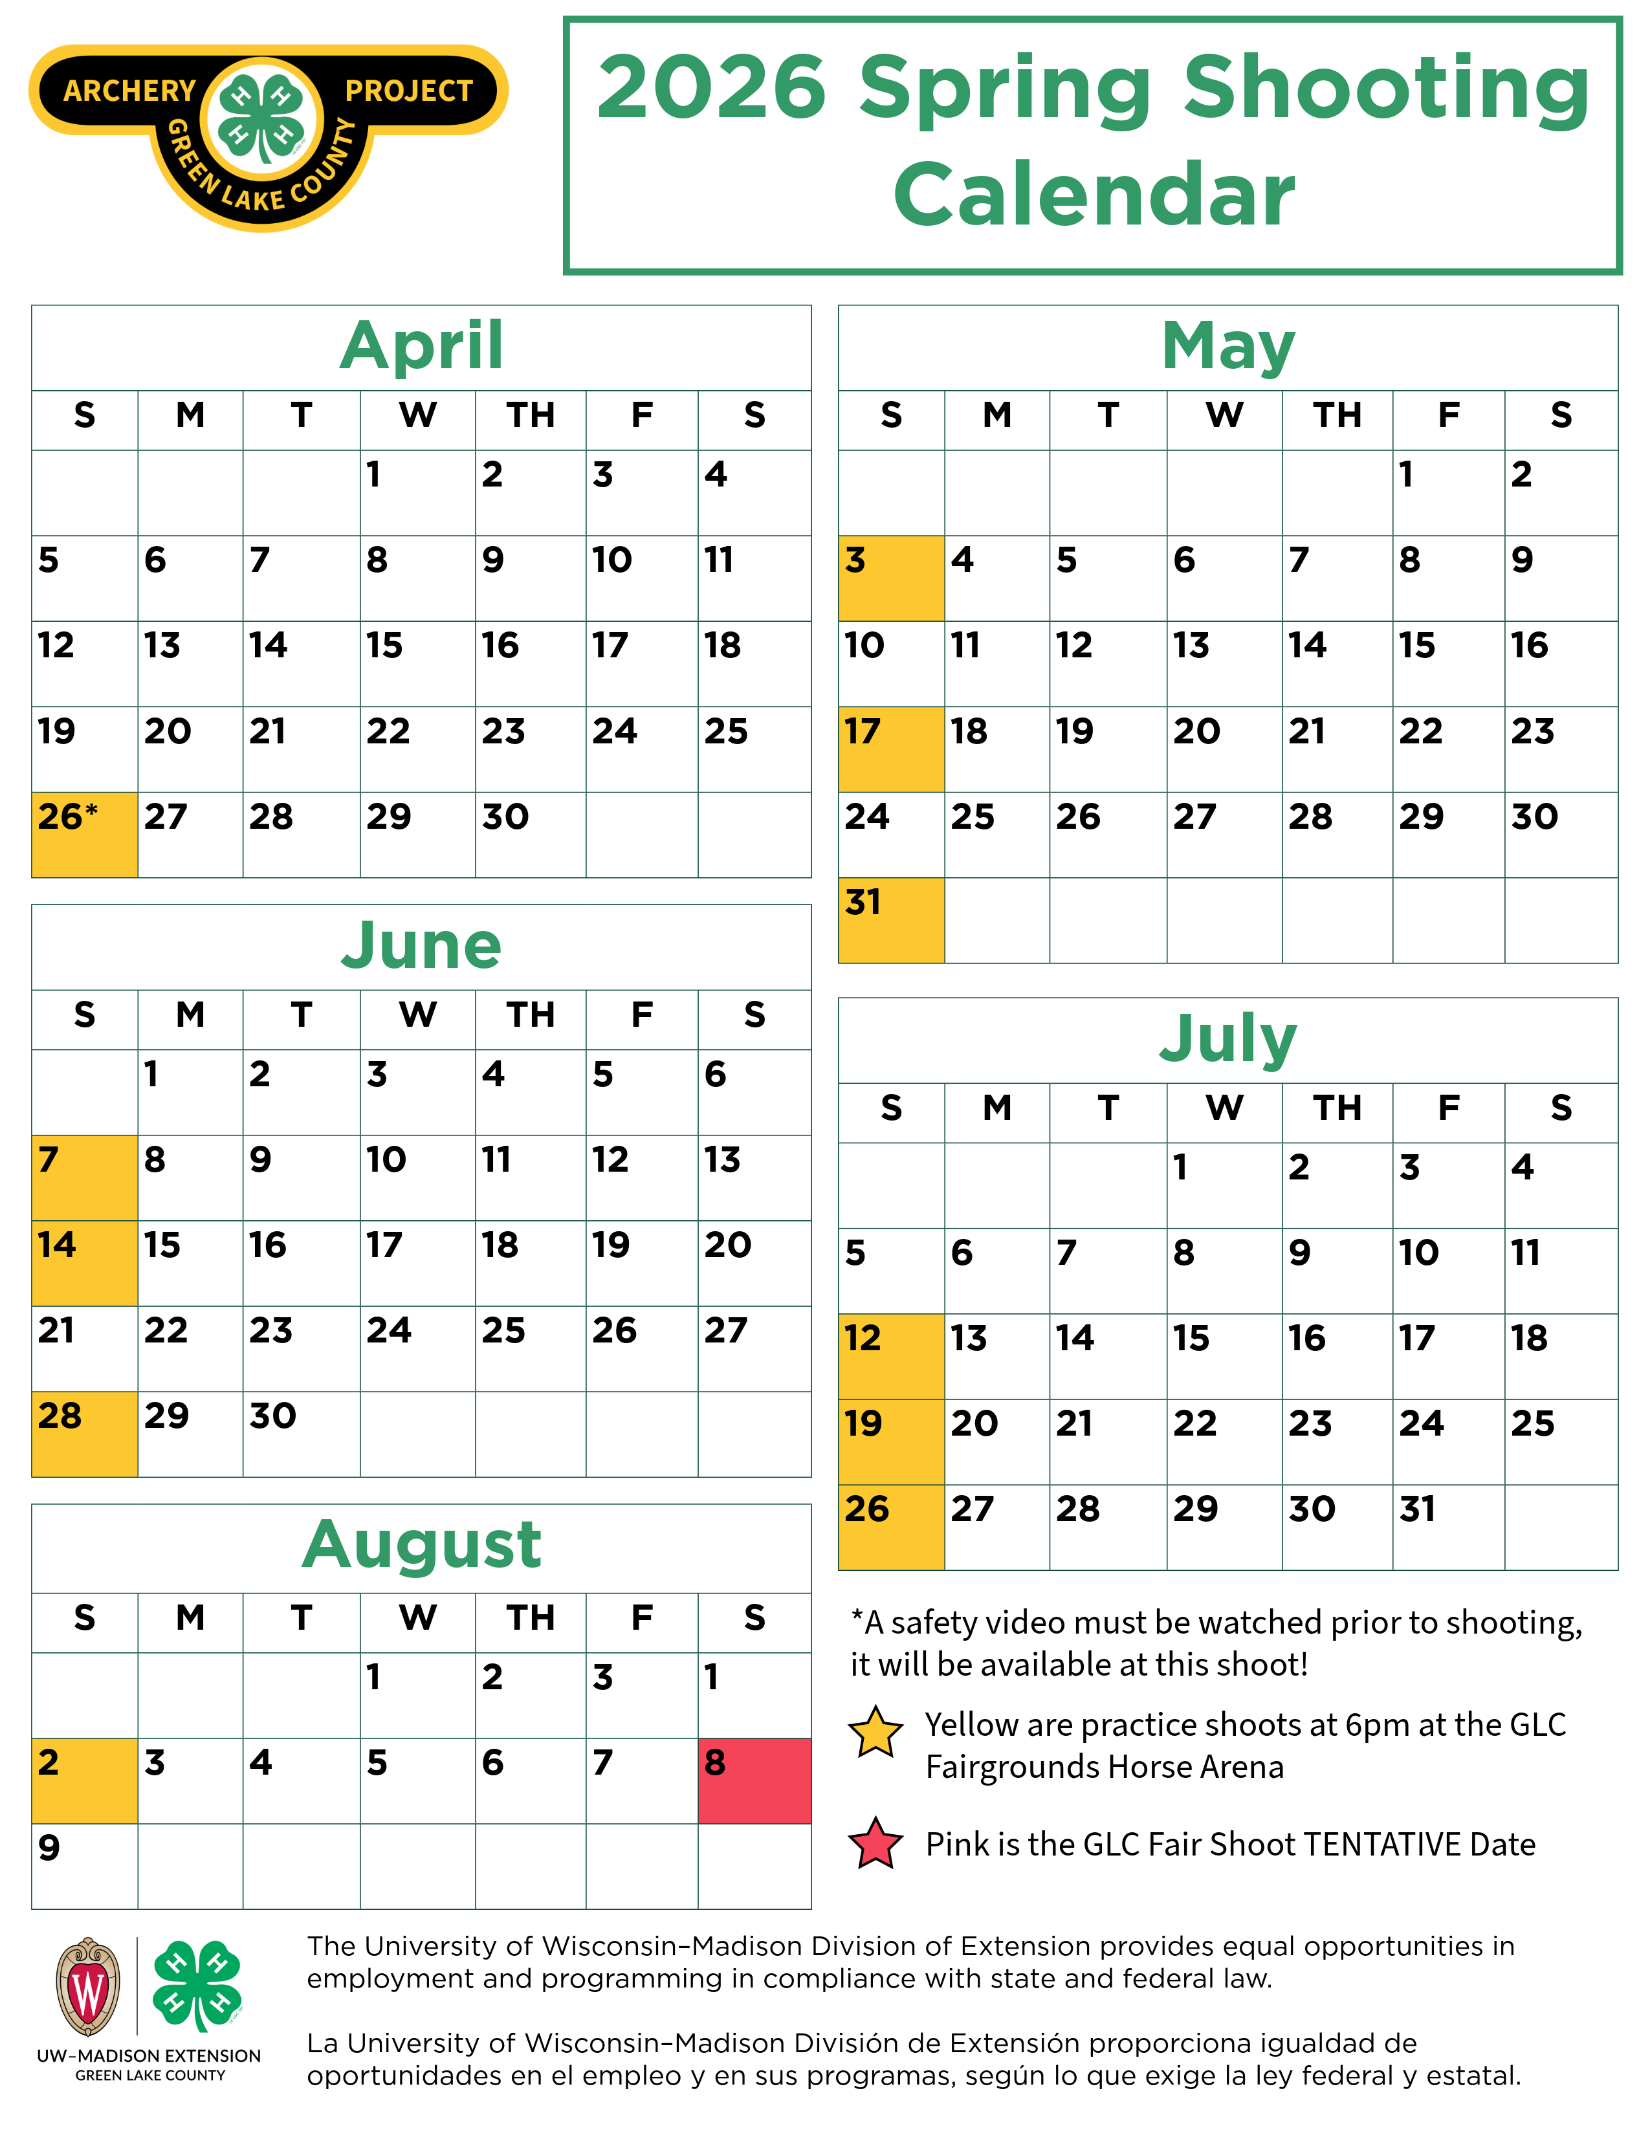 ARCHERY PROJECT
GREEN LAKE COUNTY
H H
H H
2026 Spring Shooting
Calendar
April
S M T W TH F S
1 2 3 4
5 6 7 8 9 10 11
12 13 14 15 16 17 18
19 20 21 22 23 24 25
26* 27 28 29 30
May
S M T W TH F S
1 2
3 4 5 6 7 8 9
10 11 12 13 14 15 16
17 18 19 20 21 22 23
24 25 26 27 28 29 30
31
June
S M T W TH F S
1 2 3 4 5 6
7 8 9 10 11 12 13
14 15 16 17 18 19 20
21 22 23 24 25 26 27
28 29 30
July
S M T W TH F S
1 2 3 4
5 6 7 8 9 10 11
12 13 14 15 16 17 18
19 20 21 22 23 24 25
26 27 28 29 30 31
August
S M T W TH F S
1 2 3 1
2 3 4 5 6 7 8
9
*A safety video must be watched prior to shooting,
it will be available at this shoot!
Yellow are practice shoots at 6pm at the GLC
Fairgrounds Horse Arena
Pink is the GLC Fair Shoot TENTATIVE Date
W
H H
H H
UW–MADISON EXTENSION
GREEN LAKE COUNTY
The University of Wisconsin–Madison Division of Extension provides equal opportunities in
employment and programming in compliance with state and federal law.
La University of Wisconsin–Madison División de Extensión proporciona igualdad de
oportunidades en el empleo y en sus programas, según lo que exige la ley federal y estatal.